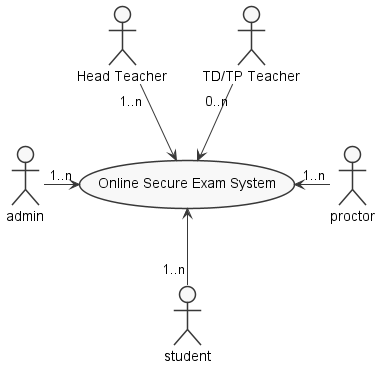 Head Teacher
TD/TP Teacher
1..n
0..n
admin
1..n
Online Secure Exam System
1..n
proctor
1..n
student